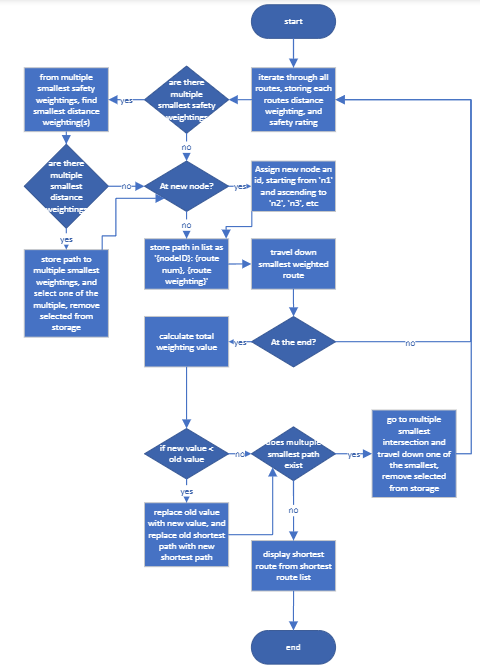 start
iterate through all
routes, storing each
routes distance
weighting, and
safety rating
are there
multiple
smallest safety
weightings
yes
no
from multiple
smallest safety
weightings, find
smallest distance
weighting(s)
are there
multiple
smallest
distance
weightings
no
yes
At new node?
yes
no
Assign new node an
id, starting from 'n1'
and ascending to
'n2', 'n3', etc
store path to
multiple smallest
weightings, and
select one of the
multiple, remove
selected from
storage
store path in list as
'{nodeID}: {route
num}, {route
weighting}'
travel down
smallest weighted
route
At the end?
yes
no
calculate total
weighting value
if new value <
old value
no
yes
does multuple
smallest path
exist
yes
no
go to multiple
smallest
intersection and
travel down one of
the smallest,
remove selected
from storage
replace old value
with new value, and
replace old shortest
path with new
shortest path
display shortest
route from shortest
route list
end